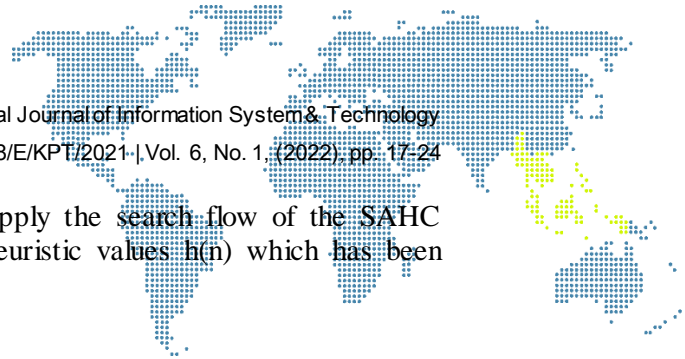 al Journal of Information System & Technology
3/E/KPT/2021 | Vol. 6, No. 1, (2022), pp. 17-24
pply the search flow of the SAHC
euristic values h(n) which has been